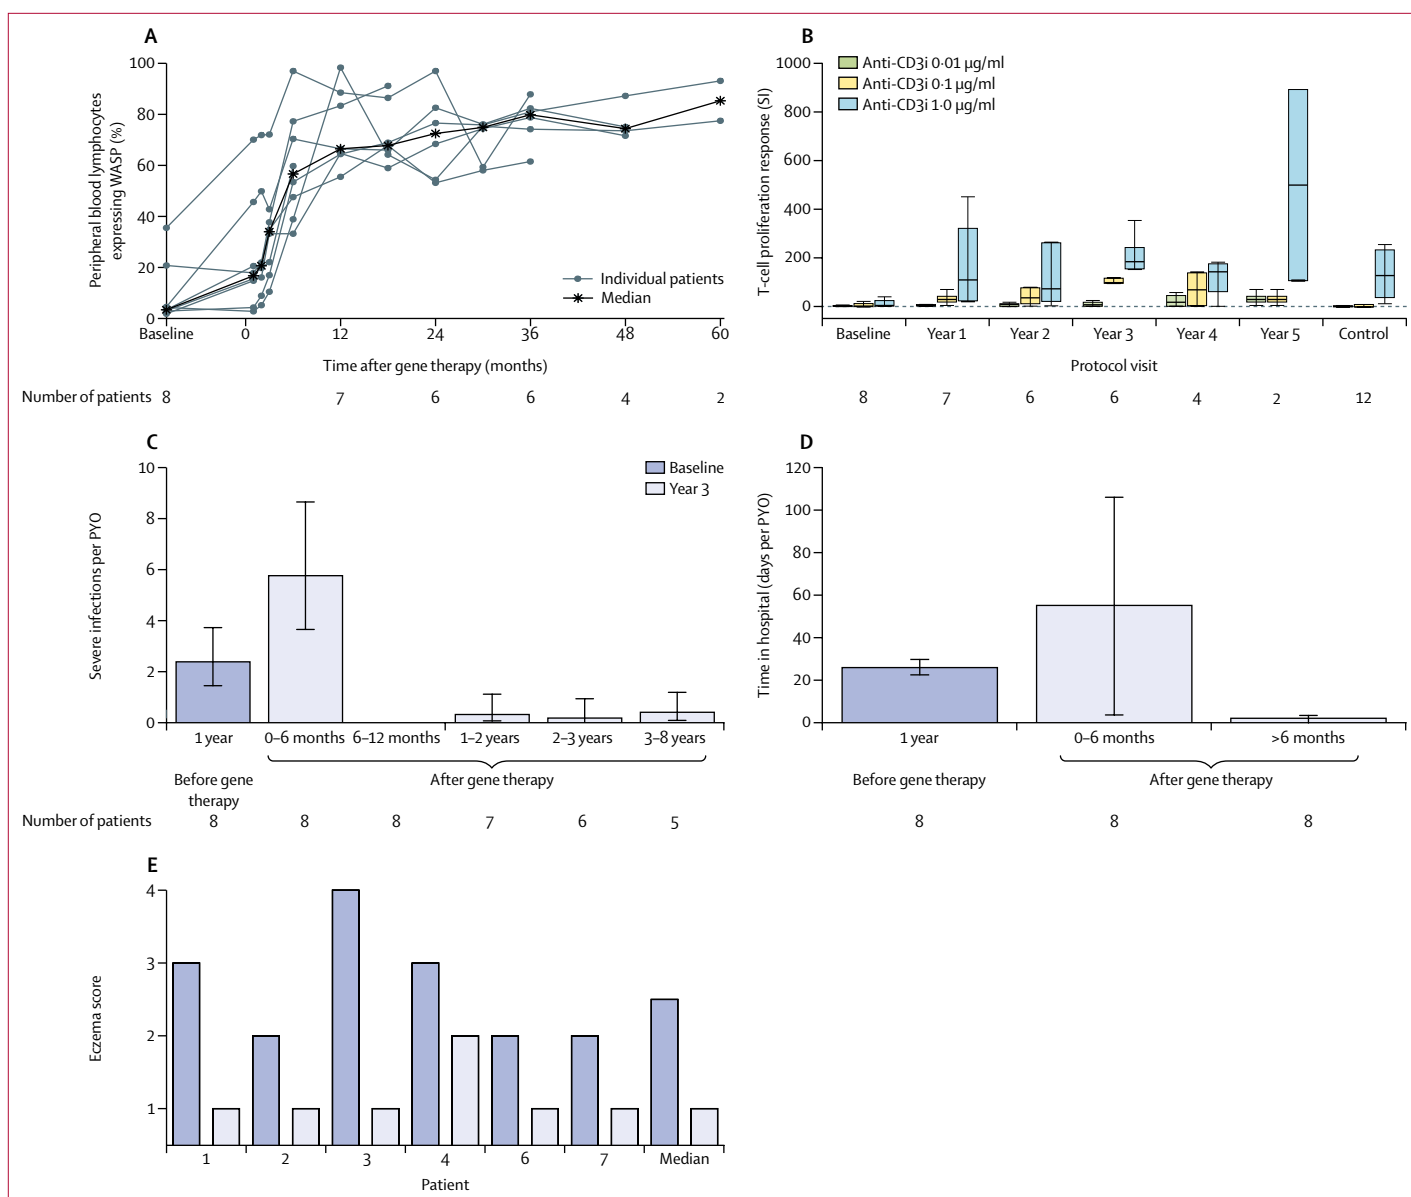 A
100
80
60
40
20
0
Peripheral blood lymphocytes
expressing WASP (%)
Individual patients
Median
Baseline 0 12 24 36 48 60
Time after gene therapy (months)
Number of patients 8 7 6 6 4 2
B
1000
800
600
400
200
0
T-cell proliferation response (SI)
Anti-CD3i 0·01 µg/ml
Anti-CD3i 0·1 µg/ml
Anti-CD3i 1·0 µg/ml
Baseline Year 1 Year 2 Year 3 Year 4 Year 5 Control
Protocol visit
8 7 6 6 4 2 12
C
10
8
6
4
2
0
Severe infections per PYO
Baseline
Year 3
1 year 0–6 months 6–12 months 1–2 years 2–3 years 3–8 years
Before gene
therapy
After gene therapy
Number of patients 8 8 8 7 6 5
D
120
100
80
60
40
20
0
Time in hospital (days per PYO)
1 year 0–6 months >6 months
Before gene therapy After gene therapy
8 8 8
E
4
3
2
1
Eczema score
1 2 3 4 6 7 Median
Patient